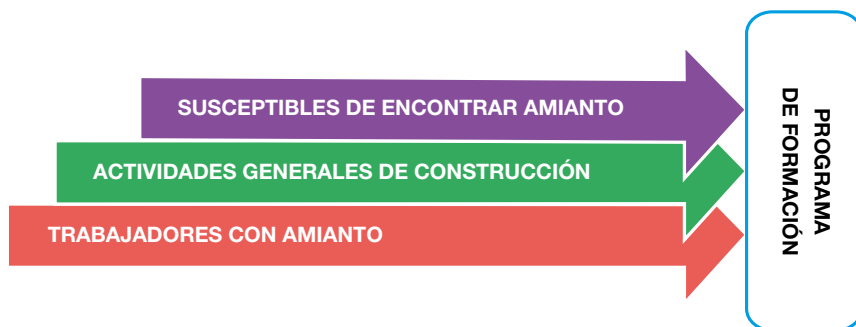 SUSCEPTIBLES DE ENCONTRAR AMIANTO
ACTIVIDADES GENERALES DE CONSTRUCCIÓN
TRABAJADORES CON AMIANTO
PROGRAMA
DE FORMACIÓN